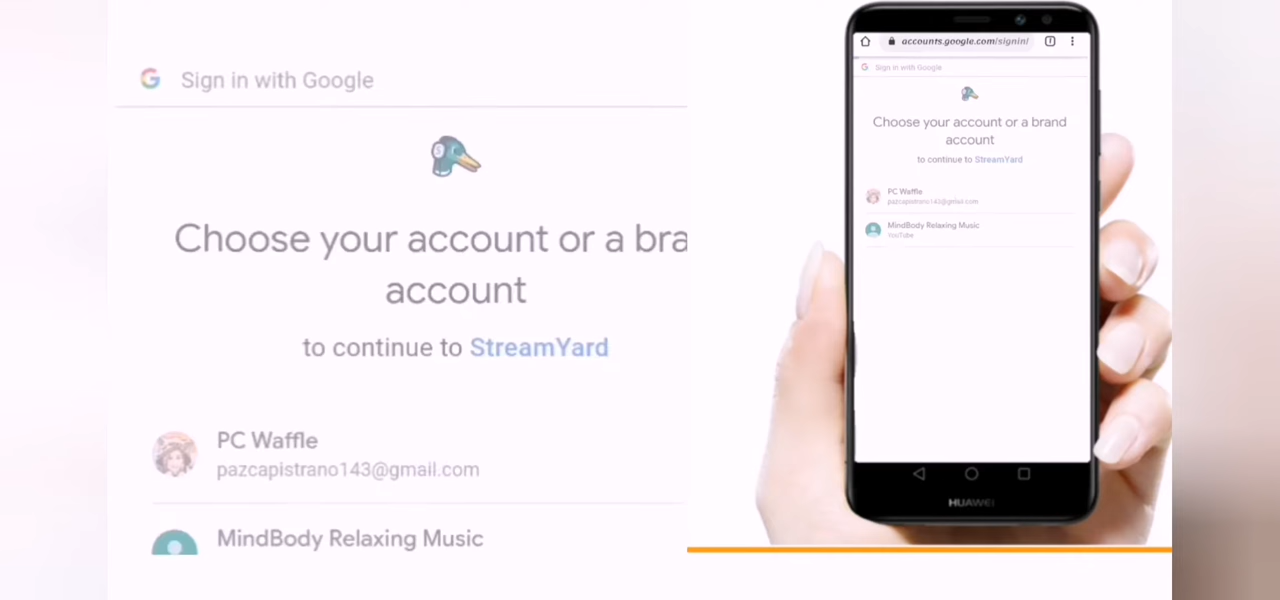 Sign in with Google
Choose your account or a bra
account
to continue to StreamYard
PC Waffle
pazcapistrano143@gmail.com
MindBody Relaxing Music
accounts.google.com/signin/
Sign in with Google
Choose your account or a brand
account
to continue to StreamYard
PC Waffle
pazcapistrano143@gmail.com
MindBody Relaxing Music
YouTube
HUAWEI